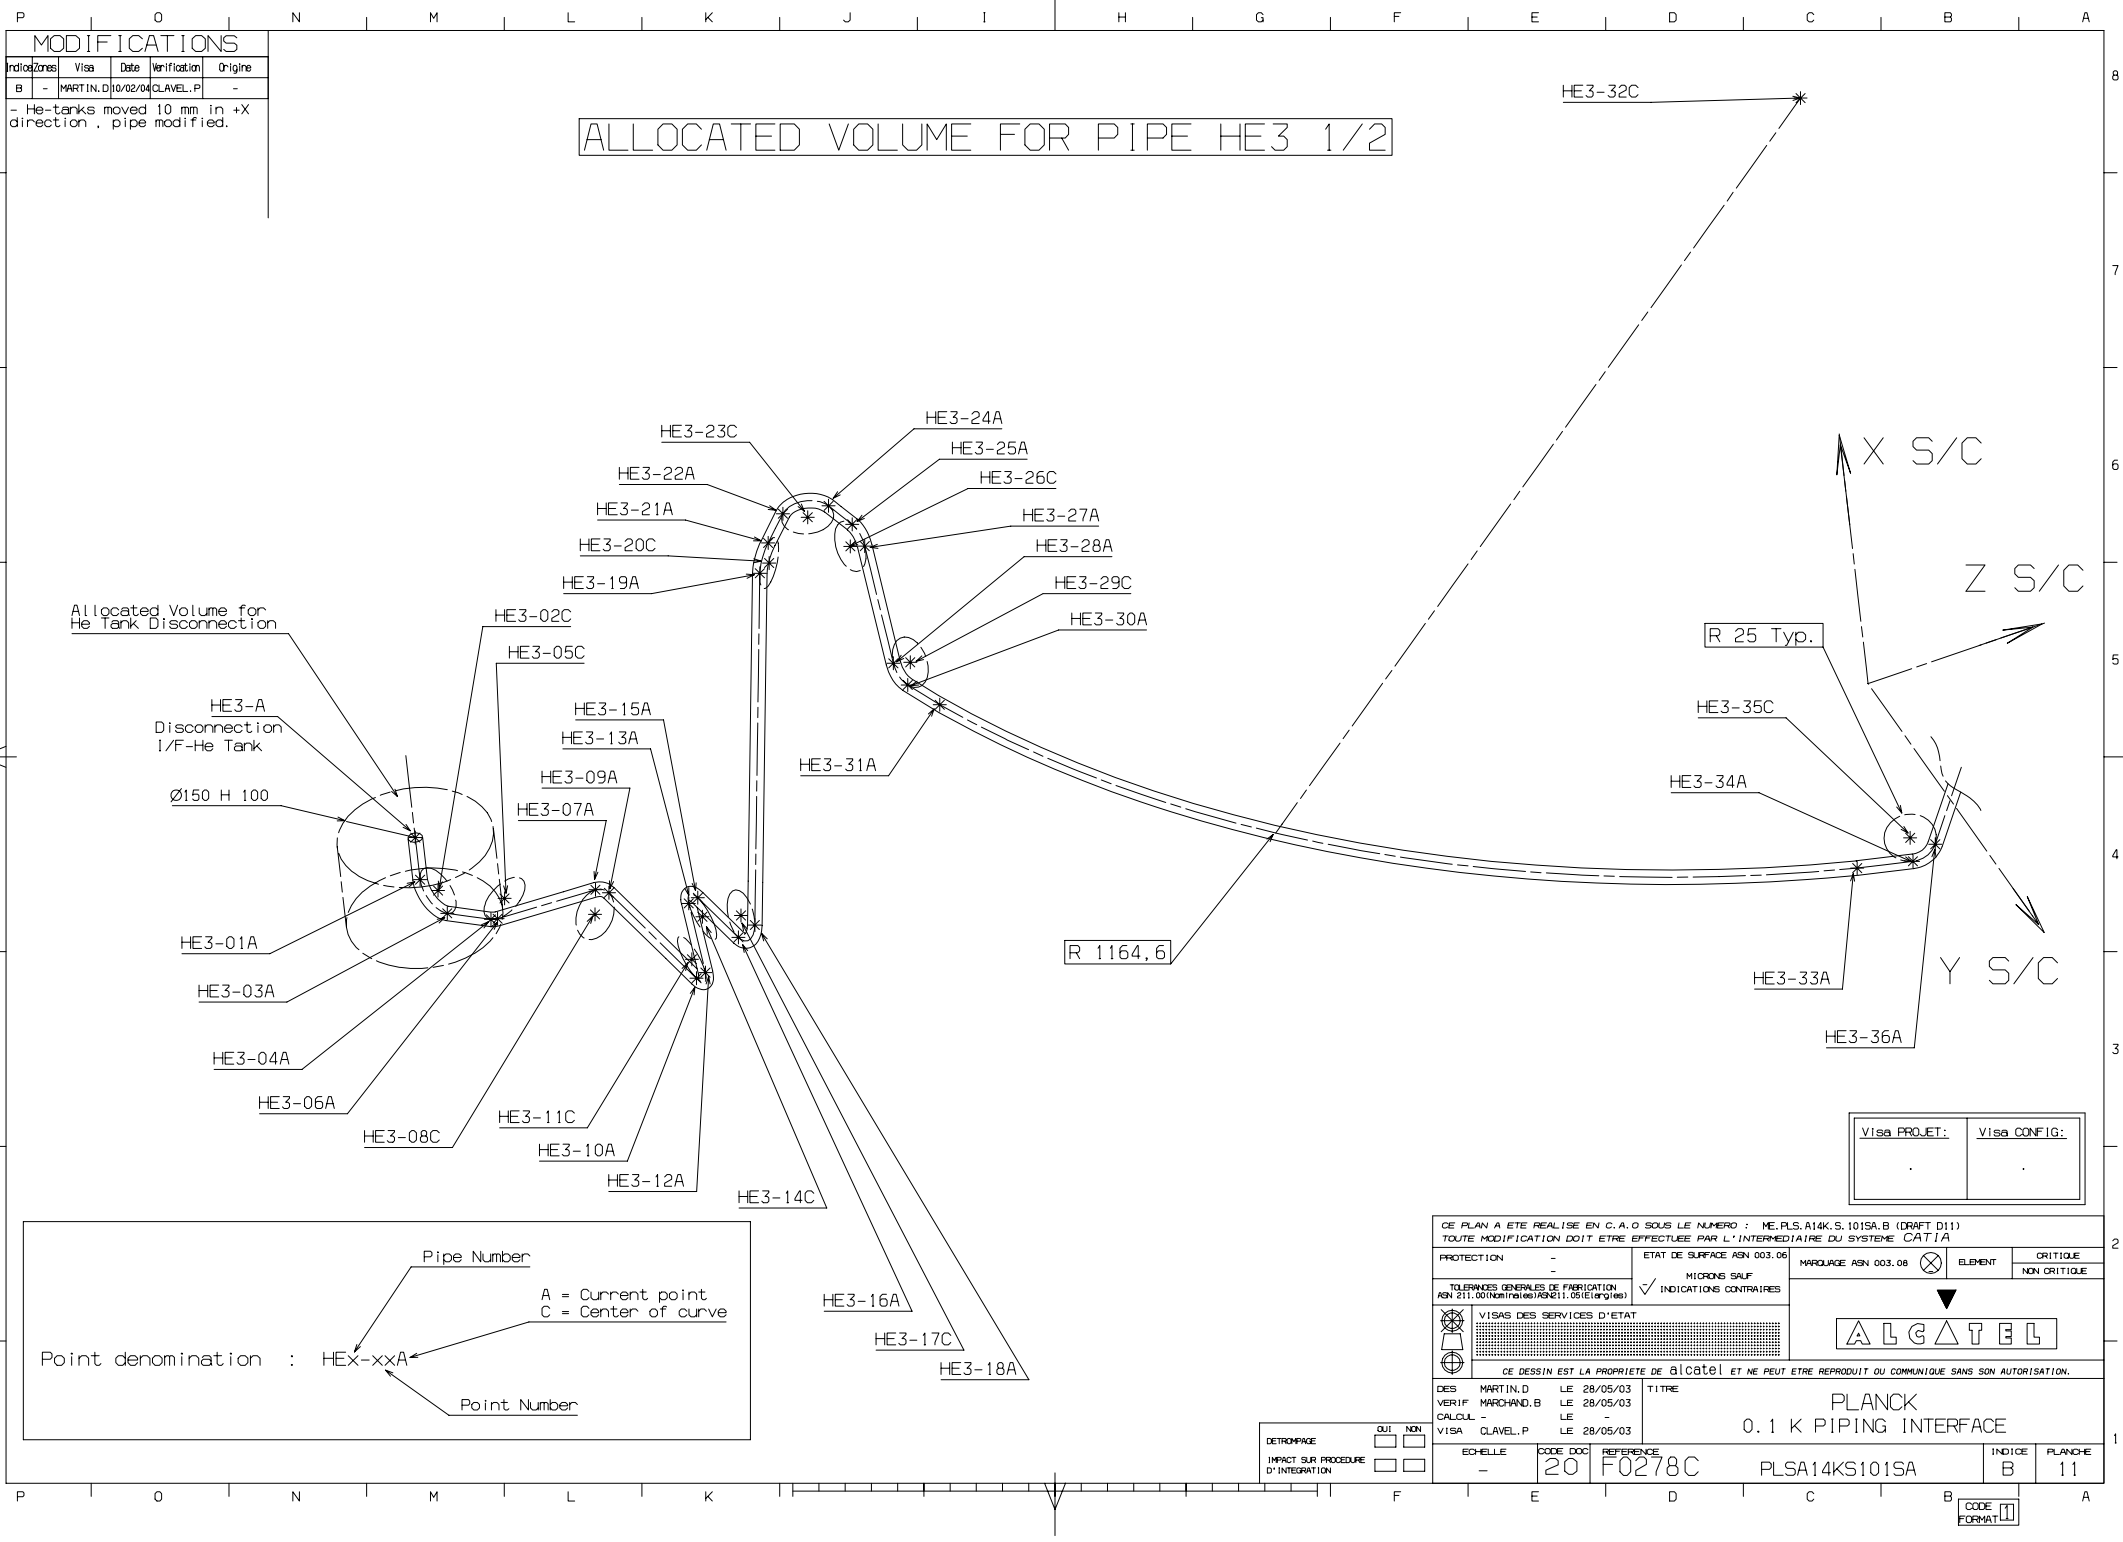 P O N M L K J I H G F E D C B A
MODIFICATIONS
Indice Zones Visa Date Verification Origine
B - MARTIN.D 10/02/04 CLAVEL.P -
- He-tanks moved 10 mm in +X
direction , pipe modified.
ALLOCATED VOLUME FOR PIPE HE3 1/2
8
7
6
5
4
3
2
1
HE3-32C
HE3-24A
HE3-23C
HE3-25A
HE3-22A
HE3-26C
HE3-21A
HE3-27A
HE3-20C
HE3-28A
HE3-19A
HE3-29C
HE3-30A
X S/C
Z S/C
Y S/C
R 25 Typ.
Allocated Volume for
He Tank Disconnection
HE3-02C
HE3-05C
HE3-A
Disconnection
I/F-He Tank
Ø150 H 100
HE3-15A
HE3-13A
HE3-09A
HE3-07A
HE3-31A
HE3-35C
HE3-34A
HE3-01A
HE3-03A
HE3-04A
HE3-06A
HE3-08C
HE3-11C
HE3-10A
HE3-12A
HE3-14C
HE3-16A
HE3-17C
HE3-18A
R 1164,6
HE3-33A
HE3-36A
Visa PROJET: Visa CONFIG:
. .
Pipe Number
A = Current point
C = Center of curve
Point denomination : HEx-xxA
Point Number
CE PLAN A ETE REALISE EN C.A.O SOUS LE NUMERO : ME.PLS.A14K.S.101SA.B (DRAFT D11)
TOUTE MODIFICATION DOIT ETRE EFFECTUEE PAR L'INTERMEDIAIRE DU SYSTEME CATIA
PROTECTION -
-
ETAT DE SURFACE ASN 003.06
- MICRONS SAUF
INDICATIONS CONTRAIRES
MARQUAGE ASN 003.08
ELEMENT
CRITIQUE
NON CRITIQUE
TOLERANCES GENERALES DE FABRICATION
ASN 211.00(Nominales)ASN211.05(Elargies)
VISAS DES SERVICES D'ETAT
ALCATEL
CE DESSIN EST LA PROPRIETE DE alcatel ET NE PEUT ETRE REPRODUIT OU COMMUNIQUE SANS SON AUTORISATION.
DES MARTIN.D LE 28/05/03
VERIF MARCHAND.B LE 28/05/03
CALCUL - LE -
VISA CLAVEL.P LE 28/05/03
TITRE
PLANCK
0.1 K PIPING INTERFACE
DETROMPAGE OUI NON
IMPACT SUR PROCEDURE
D'INTEGRATION
ECHELLE CODE DOC REFERENCE INDICE PLANCHE
- 20 F0278C PLSA14KS101SA B 11
P O N M L K F E D C B A
CODE
FORMAT 1